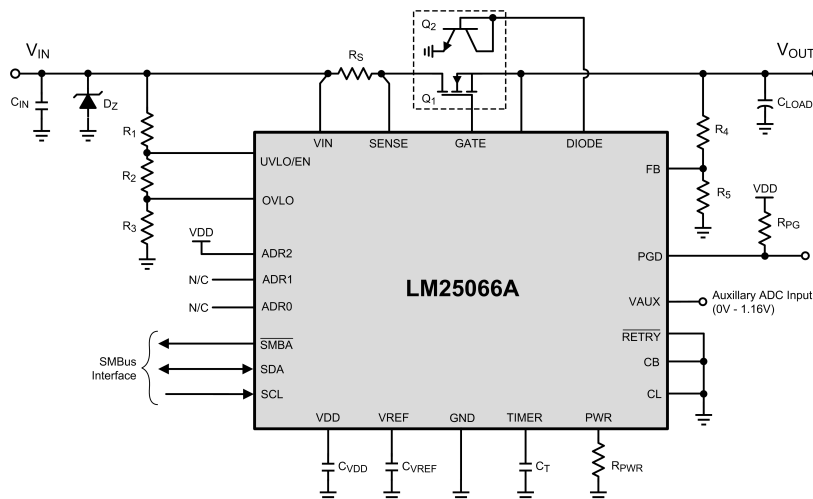 Q2
VIN
RS
VOUT
Q1
CIN
DZ
CLOAD
R1
R4
VIN
SENSE
GATE
DIODE
UVLO/EN
FB
R2
R5
VDD
OVLO
R3
RPG
VDD
ADR2
PGD
N/C
ADR1
LM25066A
Auxillary ADC Input
(0V - 1.16V)
VAUX
N/C
ADR0
RETRY
SMBA
SMBus
Interface
SDA
CB
SCL
CL
VDD
VREF
GND
TIMER
PWR
CVDD
CVREF
CT
RPWR